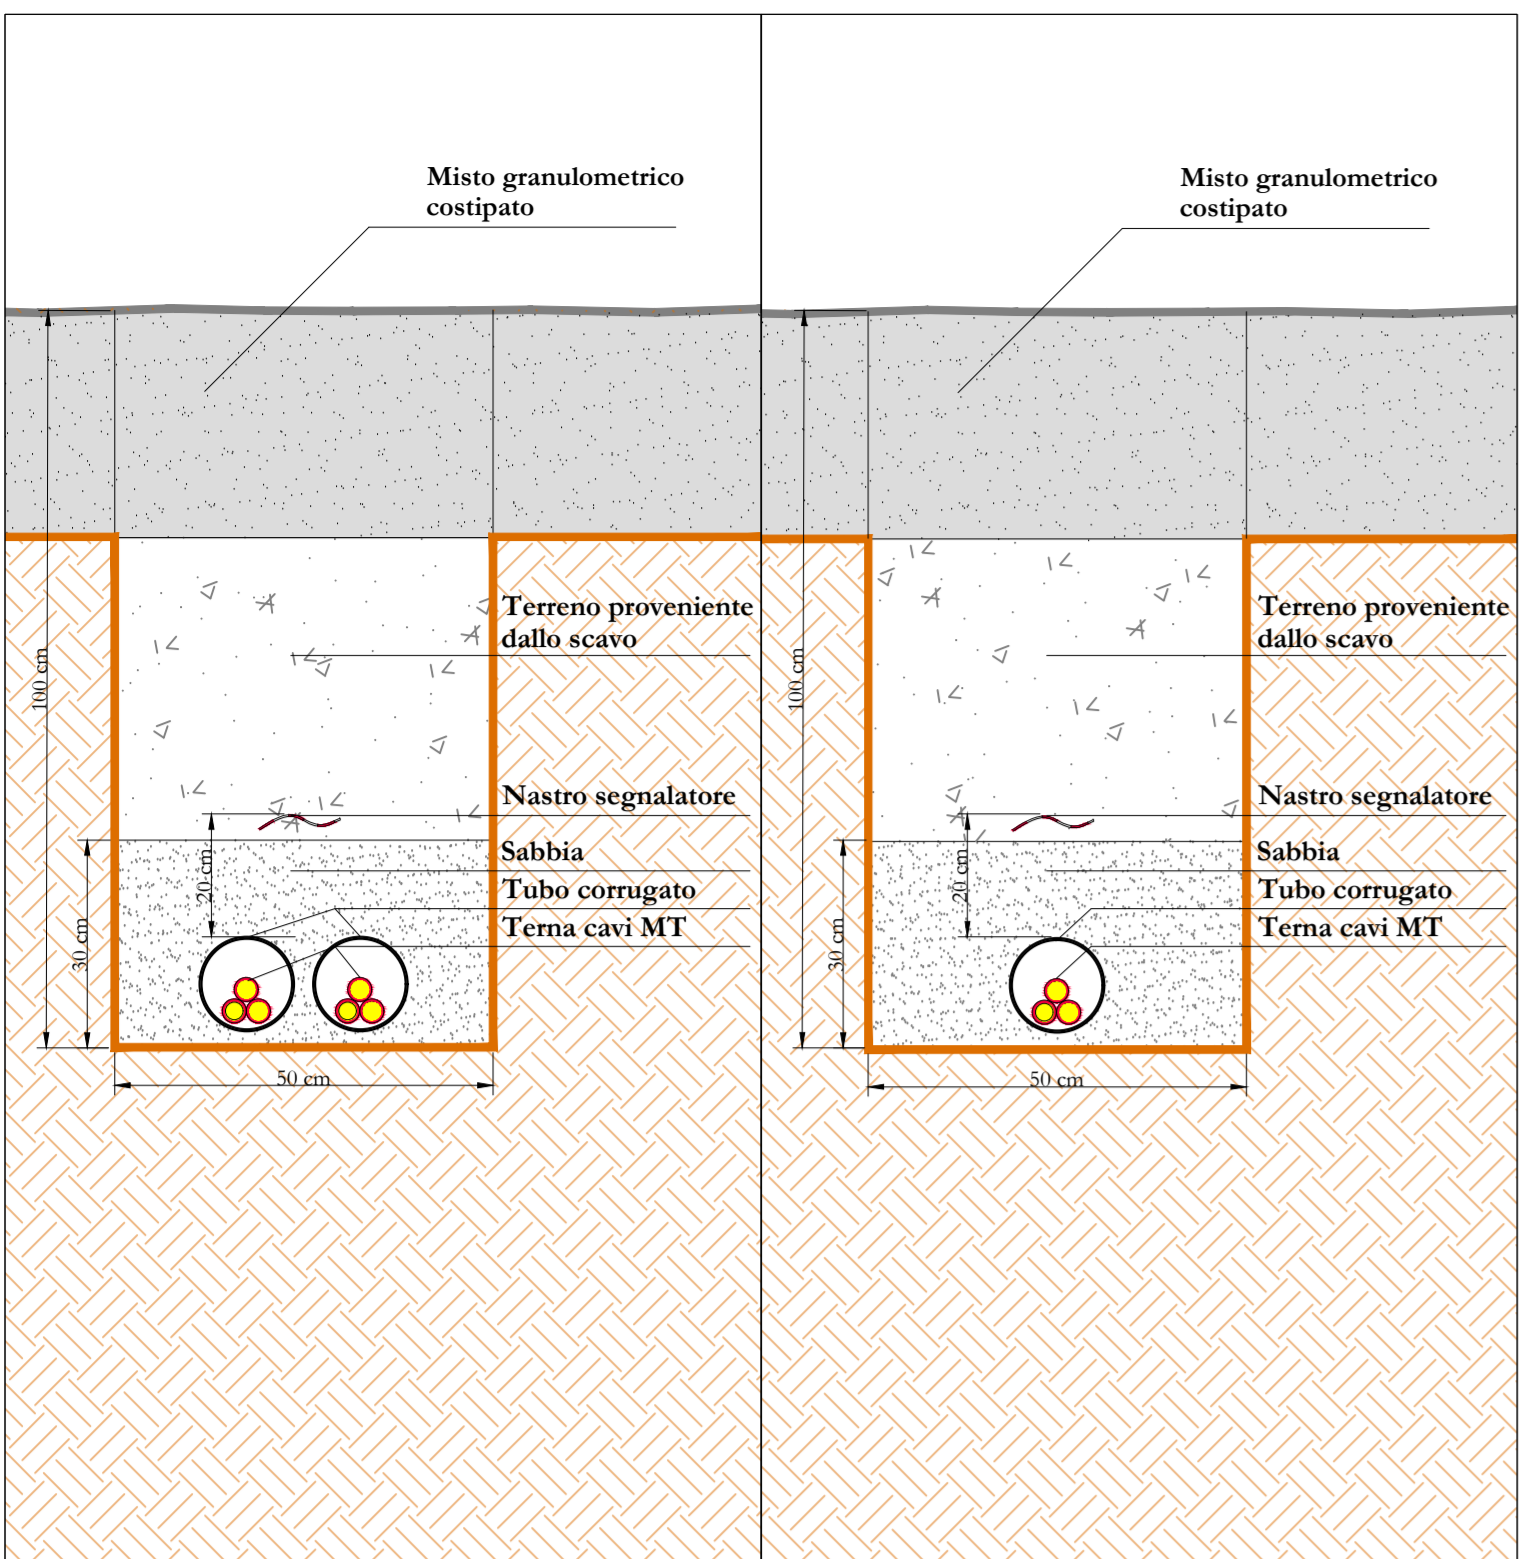 Misto granulometrico
costipato
100 cm
Terreno proveniente
dallo scavo
Nastro segnalatore
20 cm
Sabbia
Tubo corrugato
Terna cavi MT
30 cm
50 cm
Misto granulometrico
costipato
100 cm
Terreno proveniente
dallo scavo
Nastro segnalatore
20 cm
Sabbia
Tubo corrugato
Terna cavi MT
30 cm
50 cm